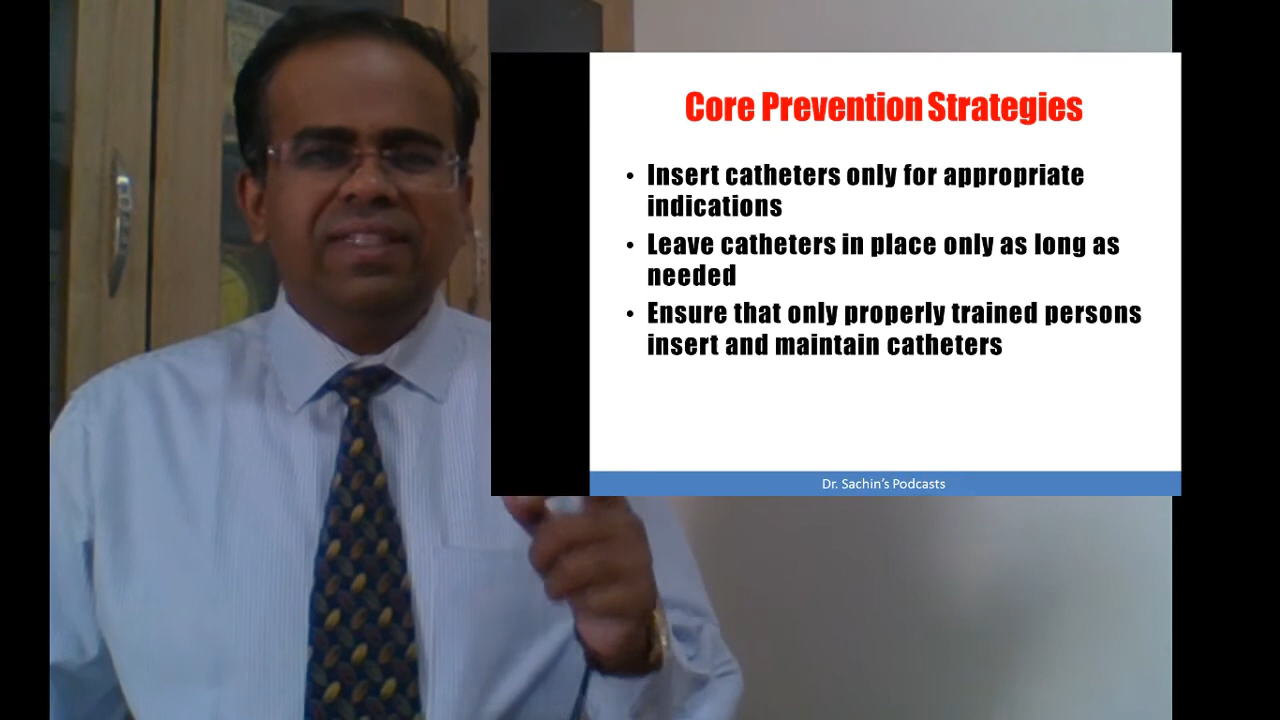 Core Prevention Strategies
• Insert catheters only for appropriate
indications
• Leave catheters in place only as long as
needed
• Ensure that only properly trained persons
insert and maintain catheters
Dr. Sachin's Podcasts